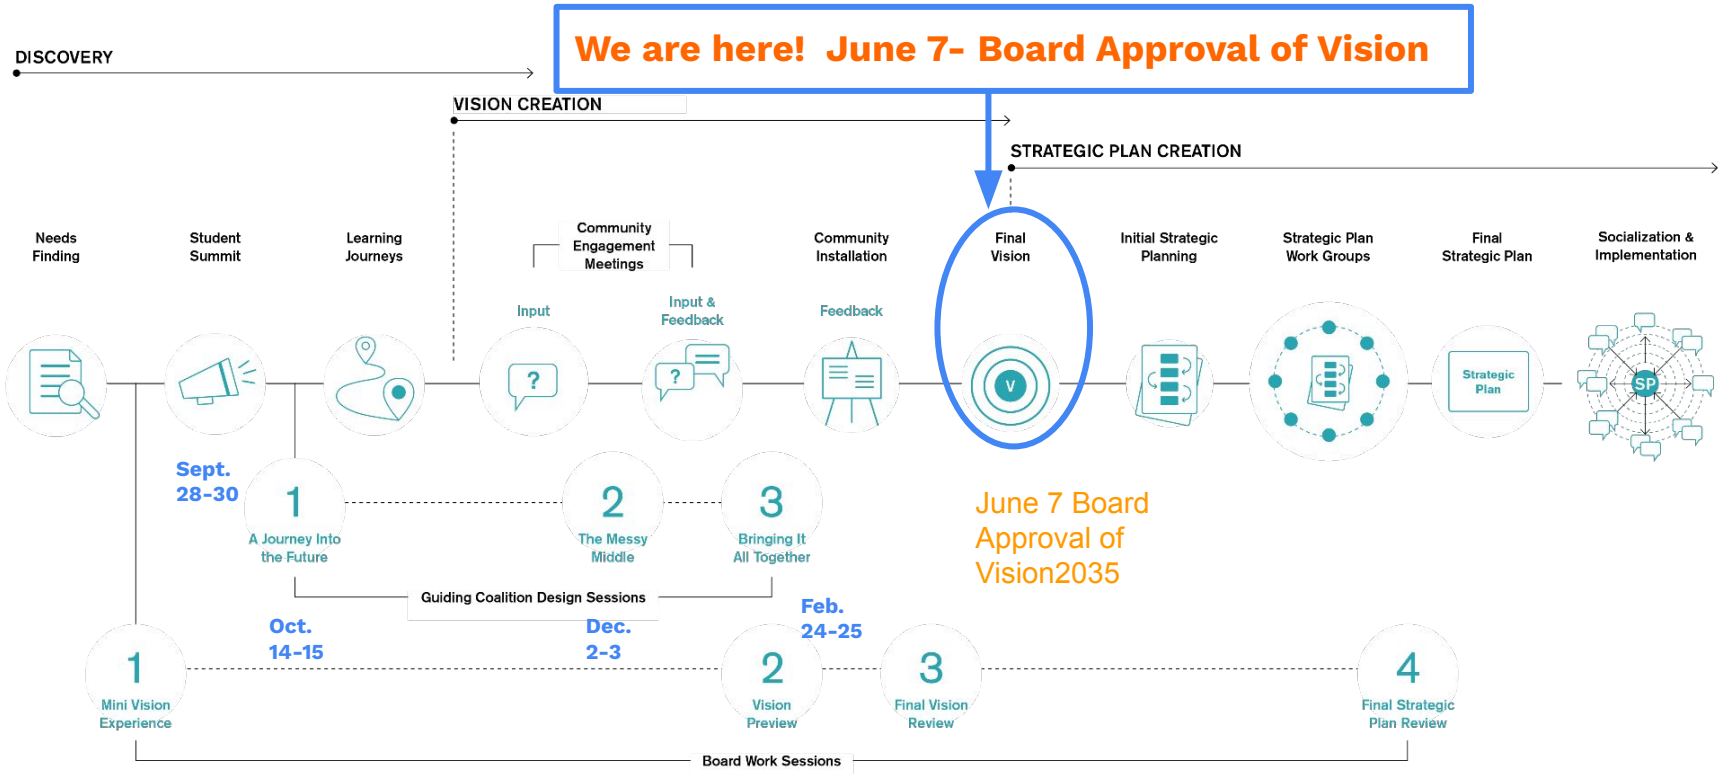 We are here!  June 7- Board Approval of Vision
DISCOVERY
VISION CREATION
STRATEGIC PLAN CREATION
Needs
Finding
Student
Summit
Learning
Journeys
Community
Engagement
Meetings
Community
Installation
Final
Vision
Initial Strategic
Planning
Strategic Plan
Work Groups
Final
Strategic Plan
Socialization &
Implementation
Input
Input &
Feedback
Feedback
?
?
V
Strategic
Plan
SP
Sept.
28-30
1
A Journey Into
the Future
2
The Messy
Middle
3
Bringing It
All Together
June 7 Board
Approval of
Vision2035
Guiding Coalition Design Sessions
Oct.
14-15
Dec.
2-3
Feb.
24-25
1
Mini Vision
Experience
2
Vision
Preview
3
Final Vision
Review
4
Final Strategic
Plan Review
Board Work Sessions